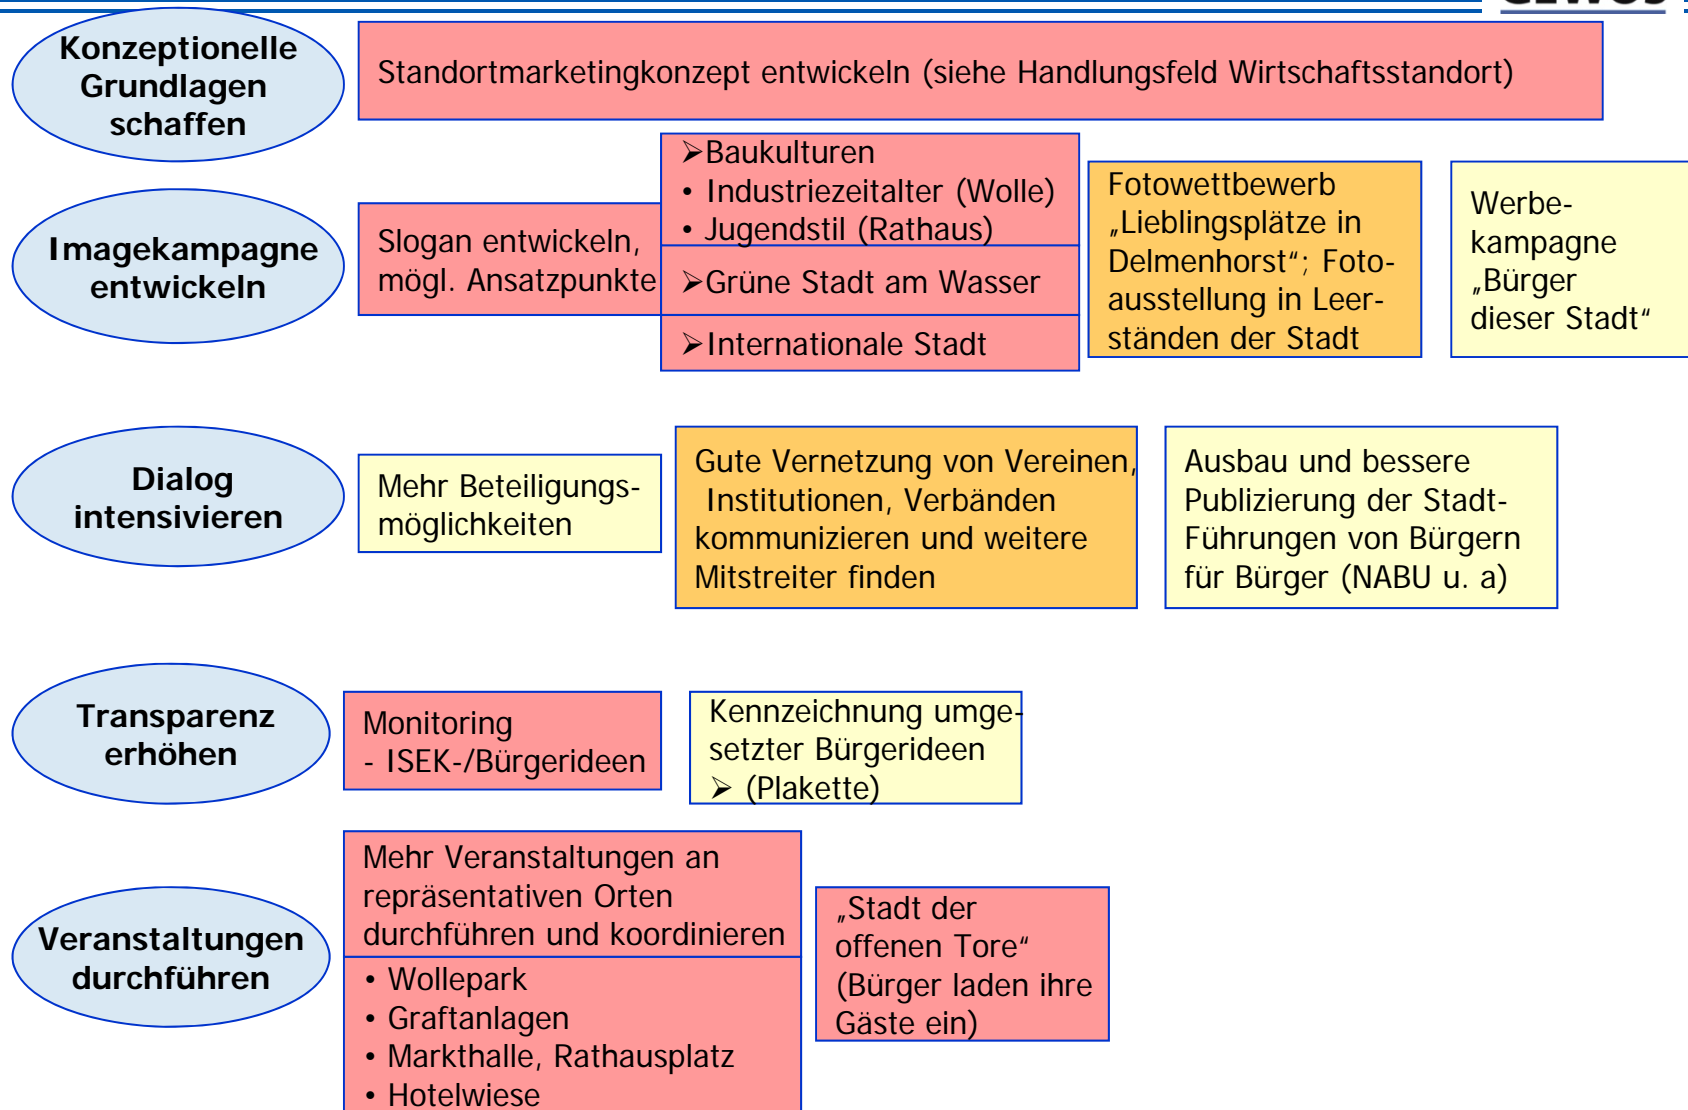 Konzeptionelle
Grundlagen
schaffen
Standortmarketingkonzept entwickeln (siehe Handlungsfeld Wirtschaftsstandort)
Imagekampagne
entwickeln
Slogan entwickeln,
mögl. Ansatzpunkte
➢Baukulturen
• Industriezeitalter (Wolle)
• Jugendstil (Rathaus)
➢Grüne Stadt am Wasser
➢Internationale Stadt
Fotowettbewerb
„Lieblingsplätze in
Delmenhorst“; Foto-
ausstellung in Leer-
ständen der Stadt
Werbe-
kampagne
„Bürger
dieser Stadt“
Dialog
intensivieren
Mehr Beteiligungs-
möglichkeiten
Gute Vernetzung von Vereinen,
Institutionen, Verbänden
kommunizieren und weitere
Mitstreiter finden
Ausbau und bessere
Publizierung der Stadt-
Führungen von Bürgern
für Bürger (NABU u. a)
Transparenz
erhöhen
Monitoring
- ISEK-/Bürgerideen
Kennzeichnung umge-
setzter Bürgerideen
➢ (Plakette)
Veranstaltungen
durchführen
Mehr Veranstaltungen an
repräsentativen Orten
durchführen und koordinieren
• Wollepark
• Graftanlagen
• Markthalle, Rathausplatz
• Hotelwiese
„Stadt der
offenen Tore“
(Bürger laden ihre
Gäste ein)